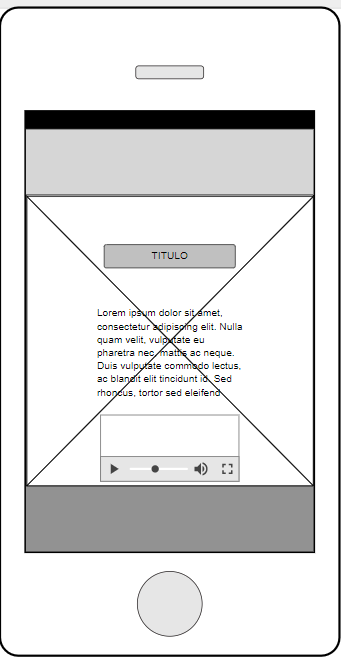 TITULO
Lorem ipsum dolor sit amet,
consectetur adipiscing elit. Nulla
quam velit, vulputate eu
pharetra nec, mattis ac neque.
Duis vulputate commodo lectus,
ac blandit elit tincidunt id. Sed
rhoncus, tortor sed eleifend